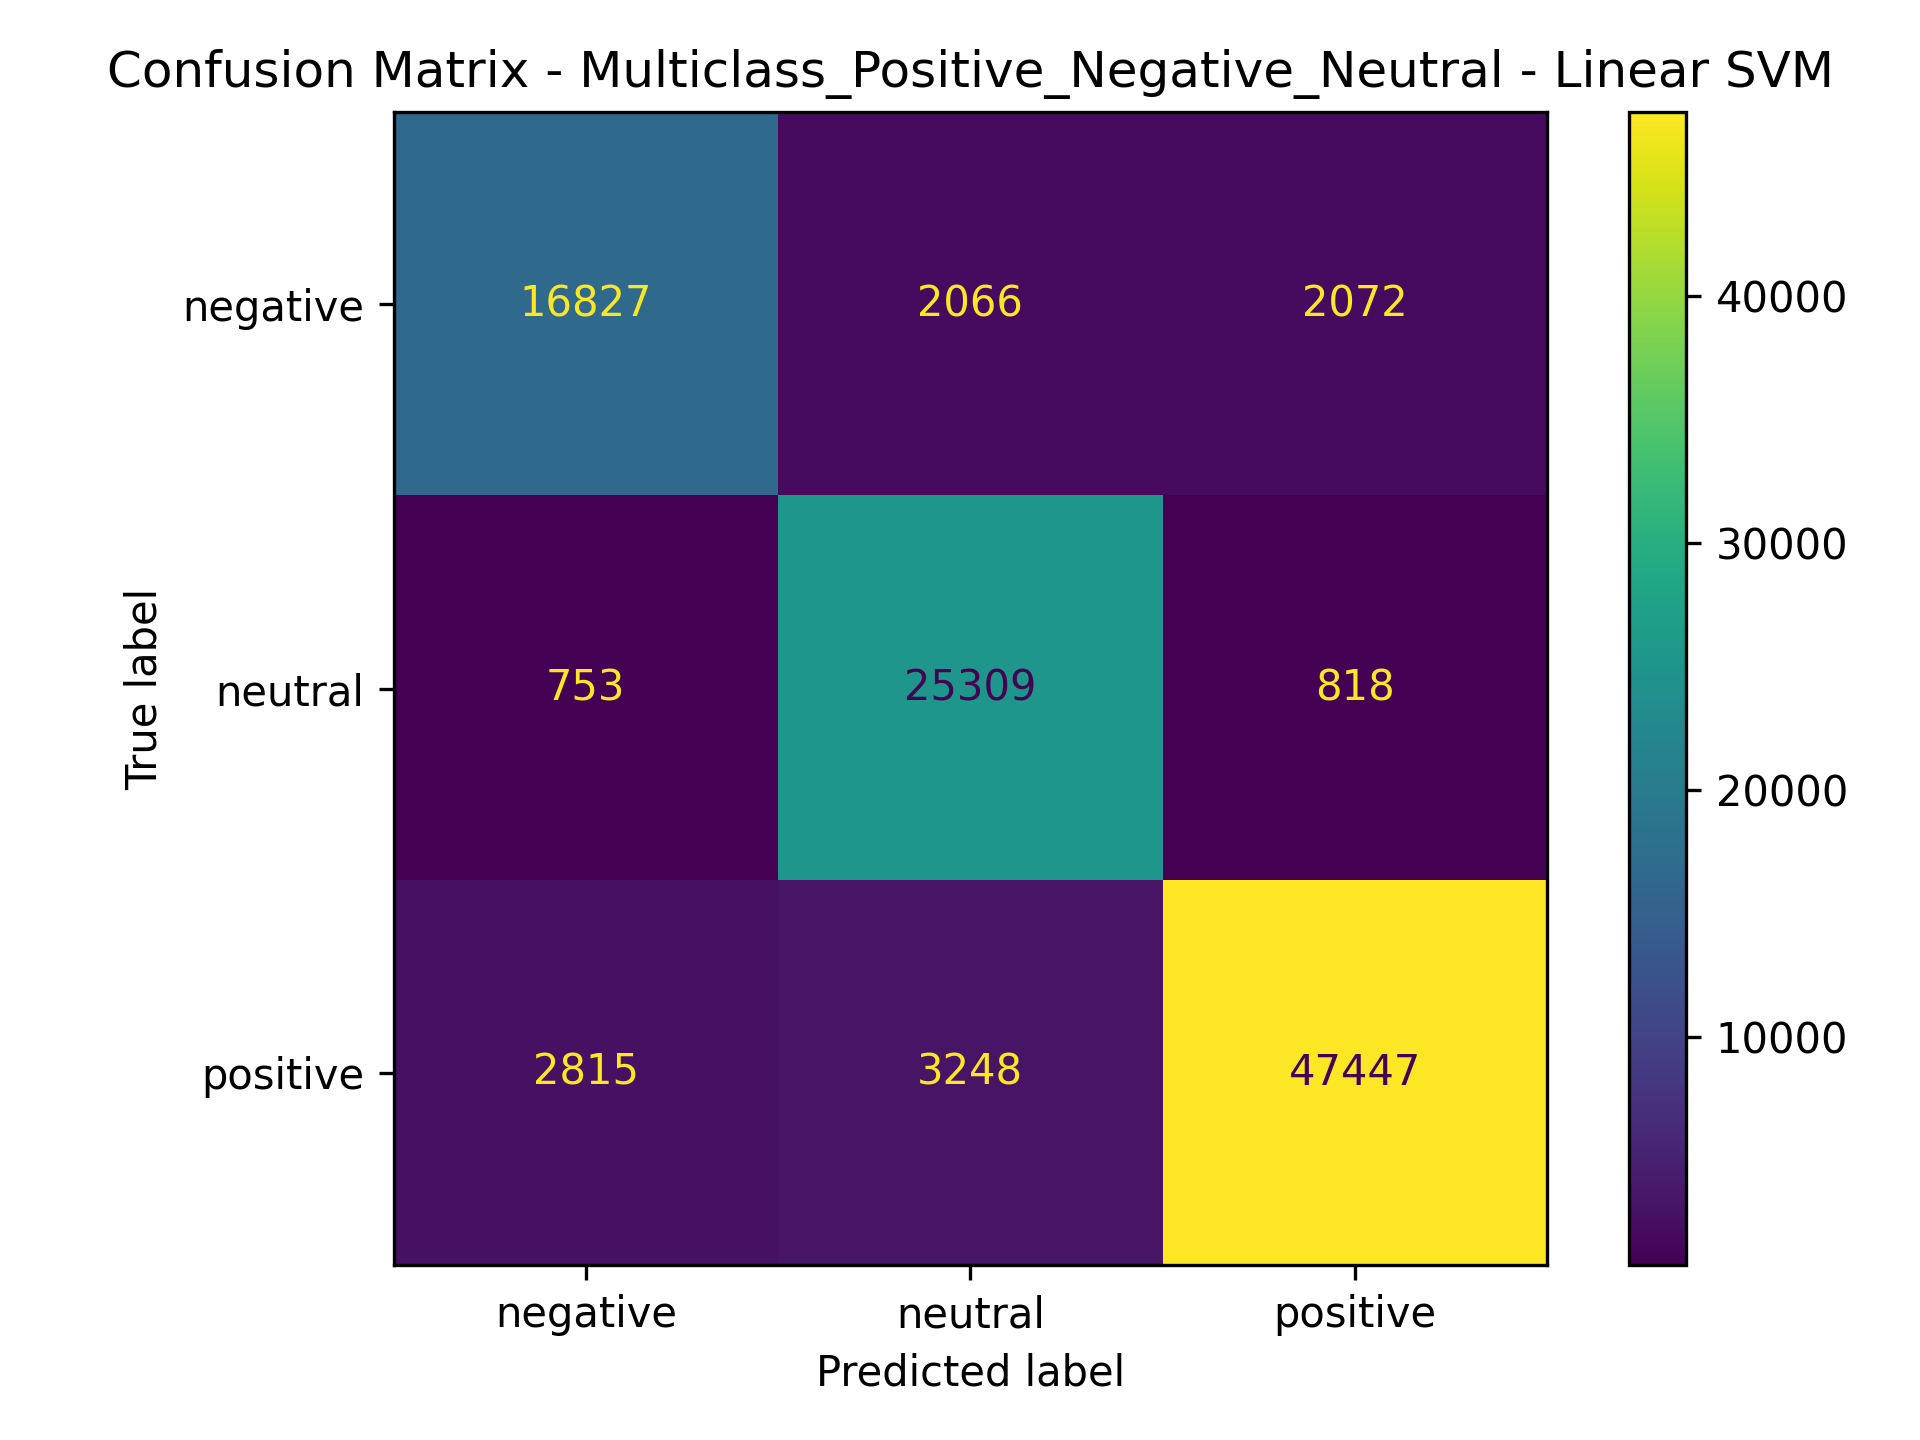 Confusion Matrix - Multiclass_Positive_Negative_Neutral - Linear SVM
True label
negative
16827
2066
2072
neutral
753
25309
818
positive
2815
3248
47447
negative
neutral
positive
Predicted label
40000
30000
20000
10000